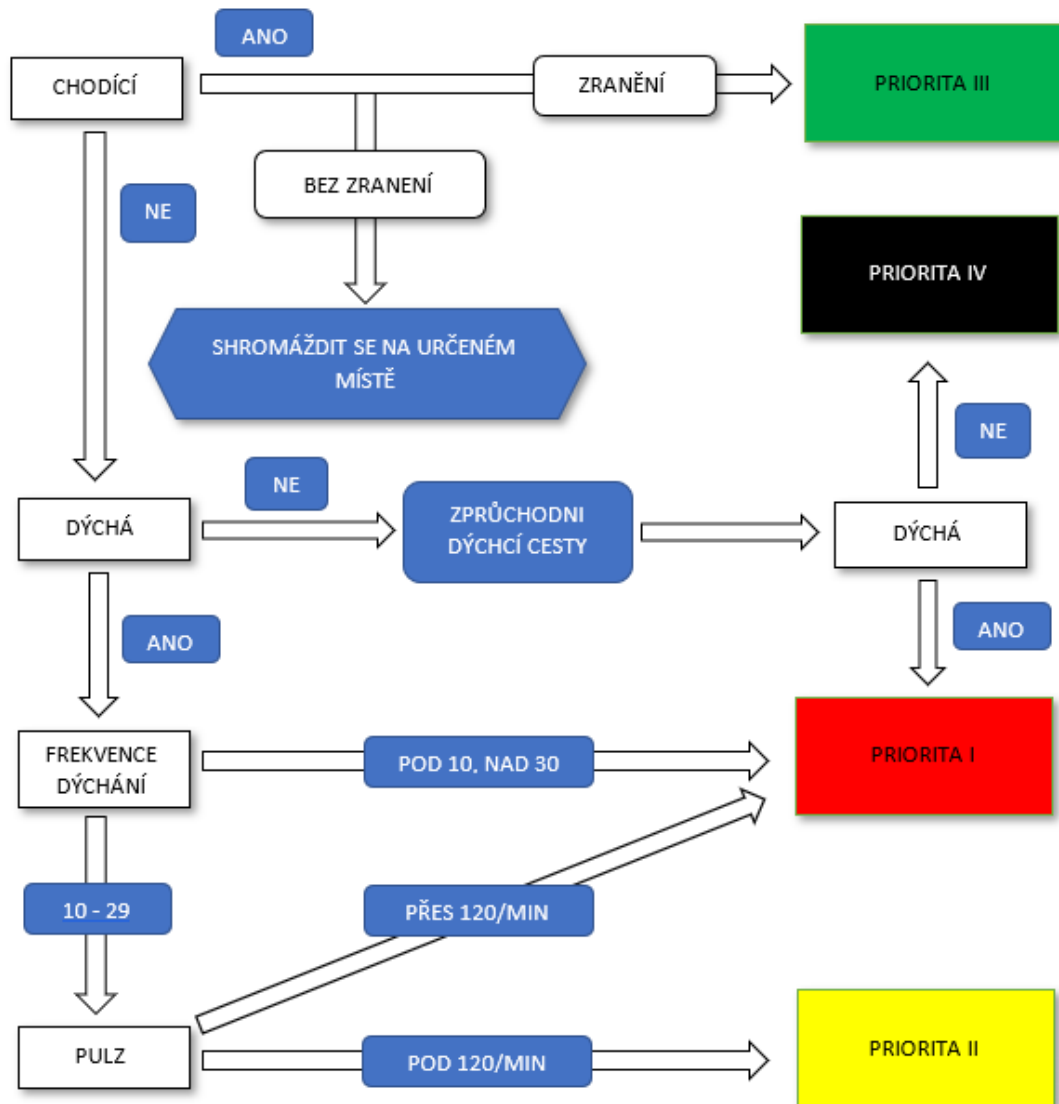 ANO
CHODÍCÍ
ZRANĚNÍ
PRIORITA III
BEZ ZRANENÍ
NE
PRIORITA IV
SHROMÁŽDIT SE NA URČENÉM
MÍSTĚ
NE
NE
DÝCHÁ
ZPRŮCHODNI
DÝCHCÍ CESTY
DÝCHÁ
ANO
ANO
FREKVENCE
DÝCHÁNÍ
POD 10, NAD 30
PRIORITA I
10 - 29
PŘES 120/MIN
PULZ
POD 120/MIN
PRIORITA II